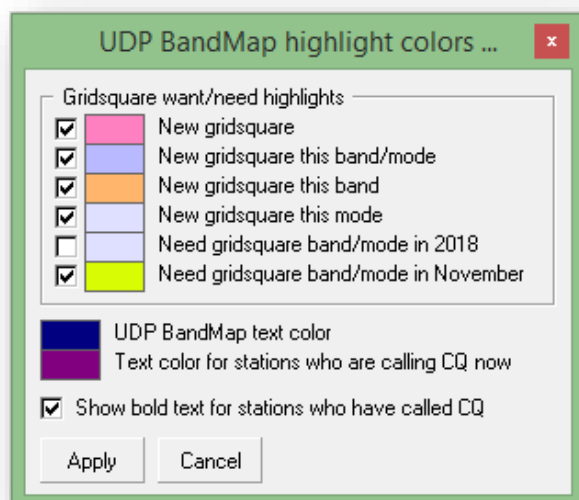 UDP BandMap highlight colors ...
x
Gridsquare want/need highlights
New gridsquare
New gridsquare this band/mode
New gridsquare this band
New gridsquare this mode
Need gridsquare band/mode in 2018
Need gridsquare band/mode in November
UDP BandMap text color
Text color for stations who are calling CQ now
Show bold text for stations who have called CQ
Apply Cancel